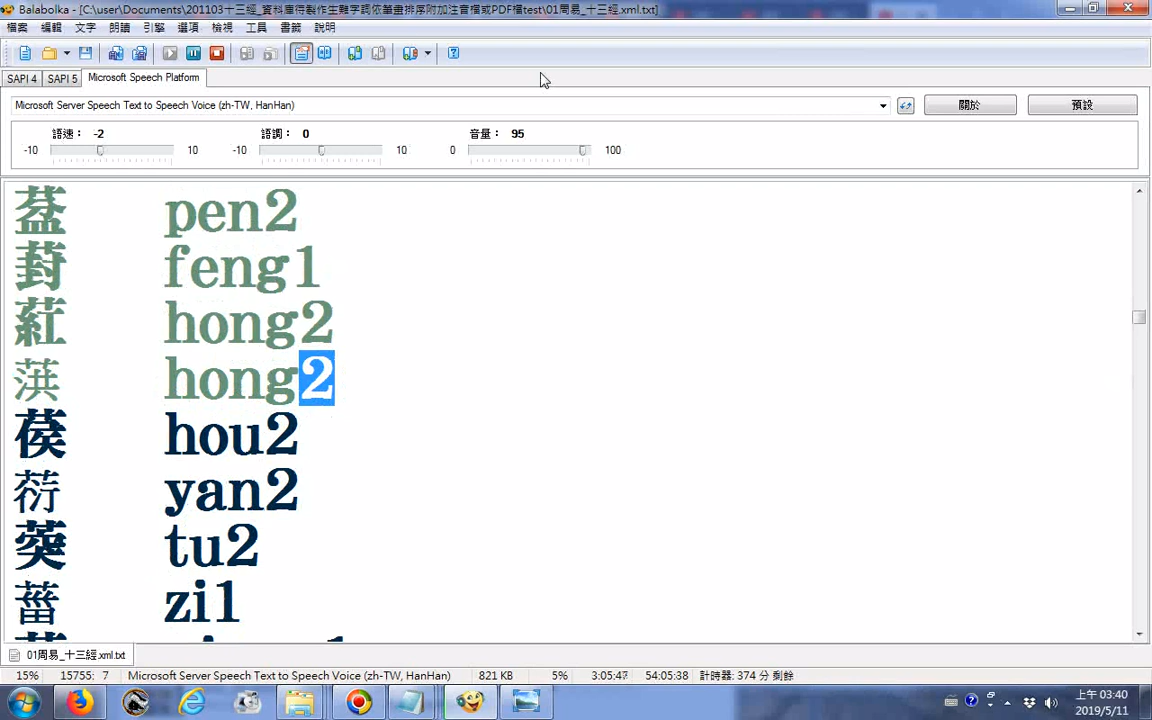 Balabolka - [C:\user\Documents\201103十三經_資料庫待製作生難字詞依筆畫排序附加注音檔或PDF檔test\01周易_十三經.xml.txt]
檔案 編輯 文字 朗讀 引擎 選項 檢視 工具 書籤 說明
SAPI 4 SAPI 5 Microsoft Speech Platform
Microsoft Server Speech Text to Speech Voice (zh-TW, HanHan) 關於 預設
語速： -2 語調： 0 音量： 95
-10 10 -10 10 0 100
葐 pen2
葑 feng1
葒 hong2
葓 hong2
葔 hou2
葕 yan2
葖 tu2
葘 zi1
01周易_十三經.xml.txt
15% 15755: 7 Microsoft Server Speech Text to Speech Voice (zh-TW, HanHan) 821 KB 5% 3:05:47 54:05:38 計時器: 374 分 剩餘
上午 03:40
2019/5/11